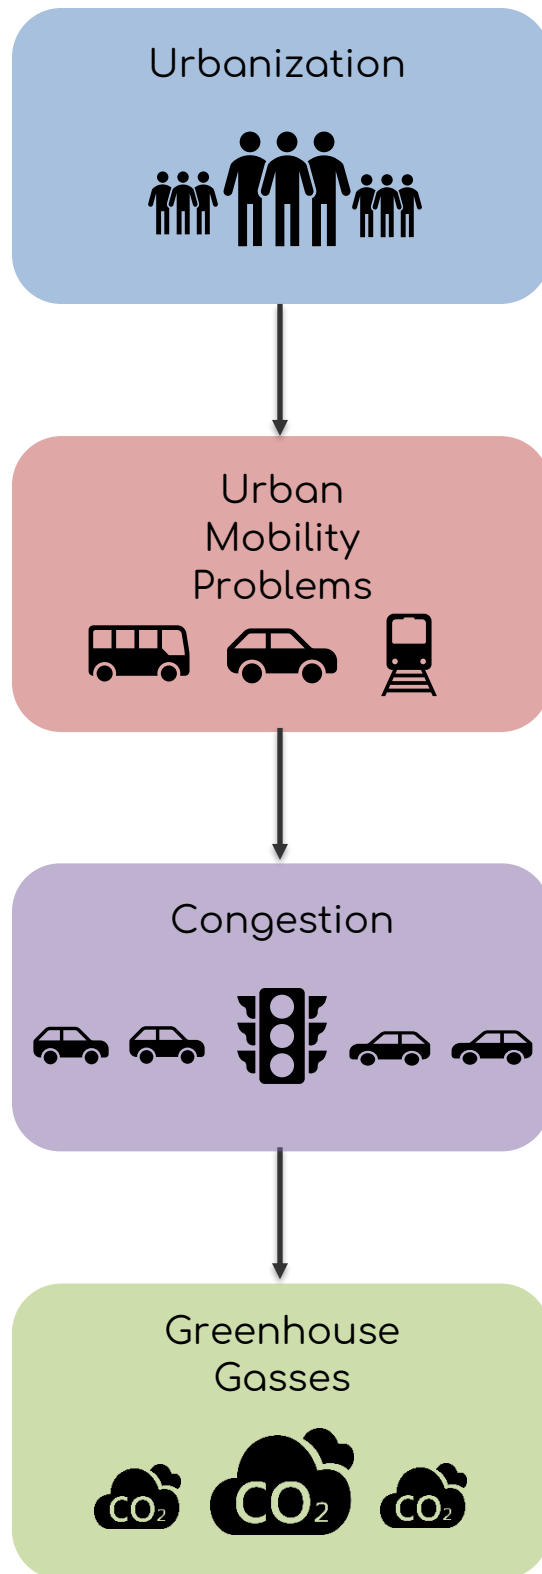 Urbanization
Urban
Mobility
Problems
Congestion
Greenhouse
Gasses
CO₂
CO₂
CO₂